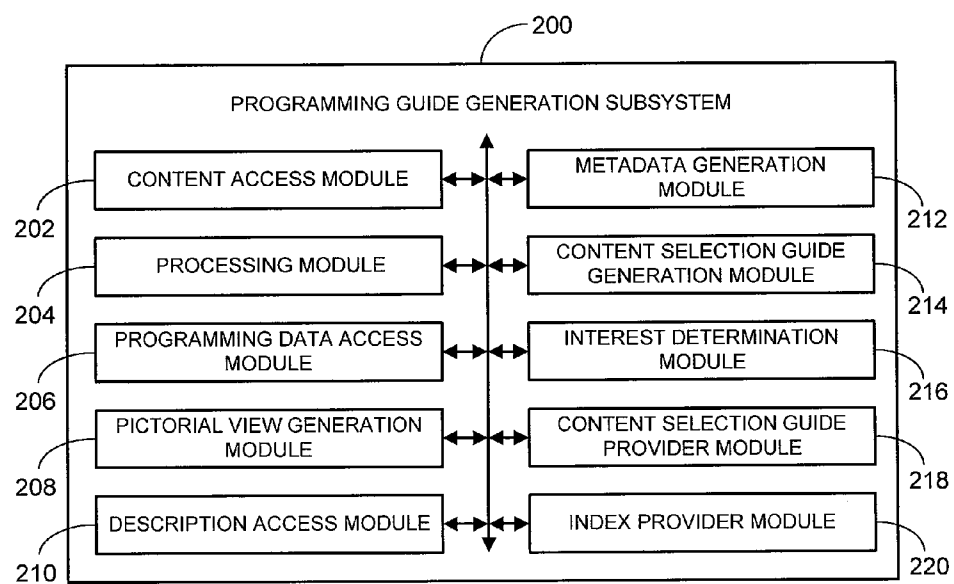 200
PROGRAMMING GUIDE GENERATION SUBSYSTEM
CONTENT ACCESS MODULE
202
PROCESSING MODULE
204
PROGRAMMING DATA ACCESS
MODULE
206
PICTORIAL VIEW GENERATION
MODULE
208
DESCRIPTION ACCESS MODULE
210
METADATA GENERATION
MODULE
212
CONTENT SELECTION GUIDE
GENERATION MODULE
214
INTEREST DETERMINATION
MODULE
216
CONTENT SELECTION GUIDE
PROVIDER MODULE
218
INDEX PROVIDER MODULE
220